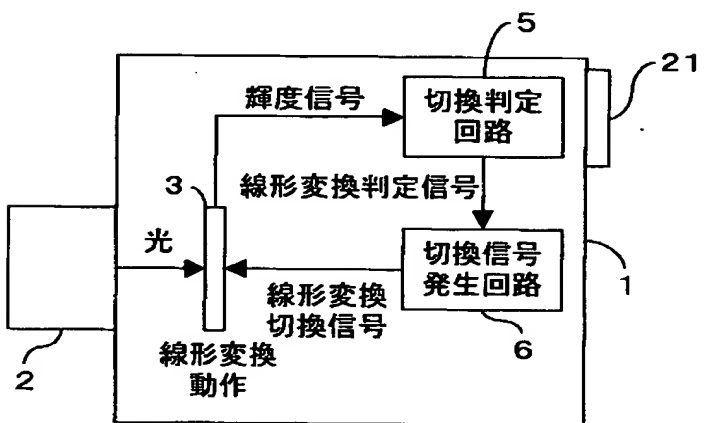 5
21
輝度信号
切換判定
回路
3
線形変換判定信号
光
切換信号
発生回路
1
線形変換
切換信号
6
2
線形変換
動作